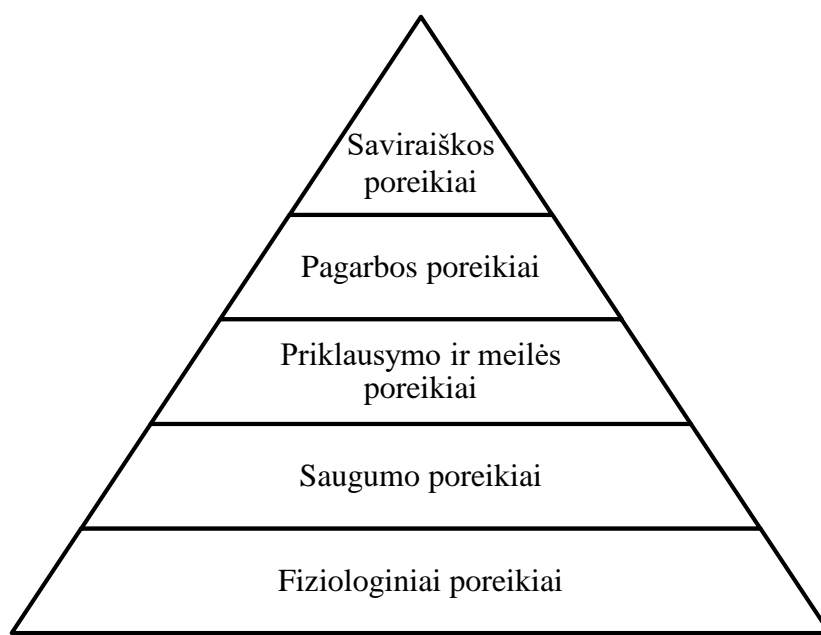 Saviraiškos
poreikiai
Pagarbos poreikiai
Priklausymo ir meilės
poreikiai
Saugumo poreikiai
Fiziologiniai poreikiai